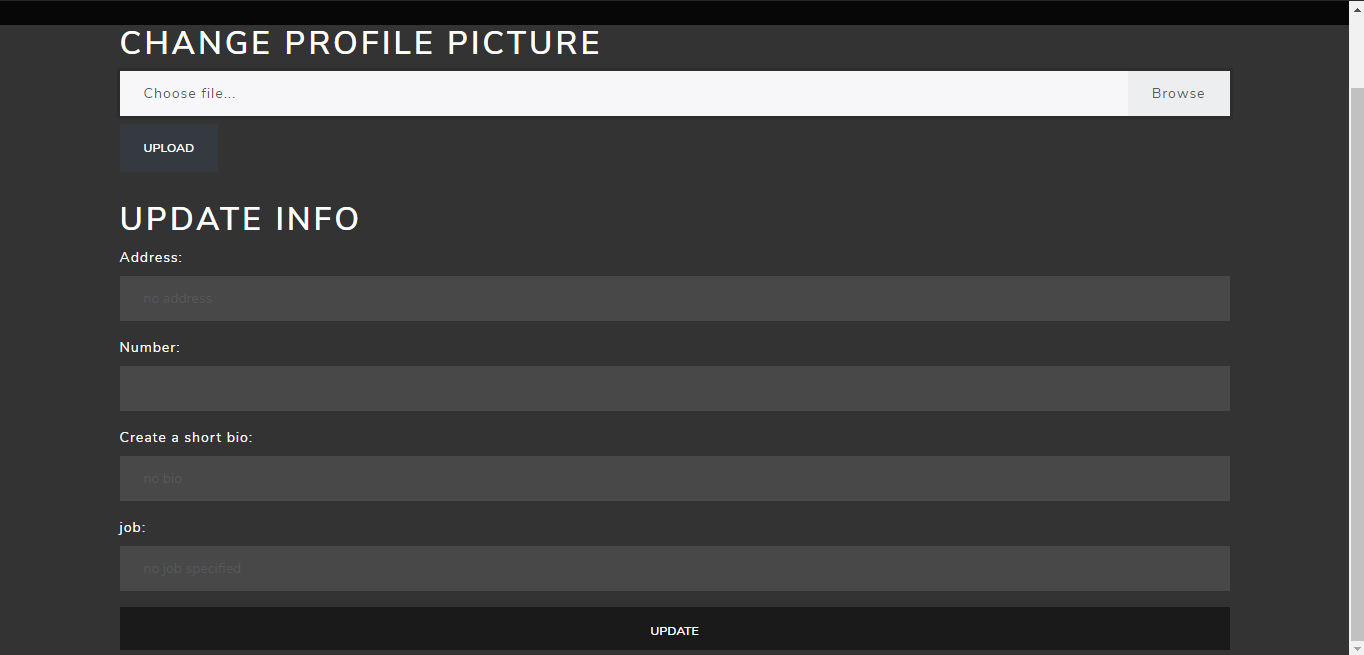 CHANGE PROFILE PICTURE
Choose file...
Browse
UPLOAD
UPDATE INFO
Address:
no address
Number:
Create a short bio:
no bio
job:
no job specified
UPDATE